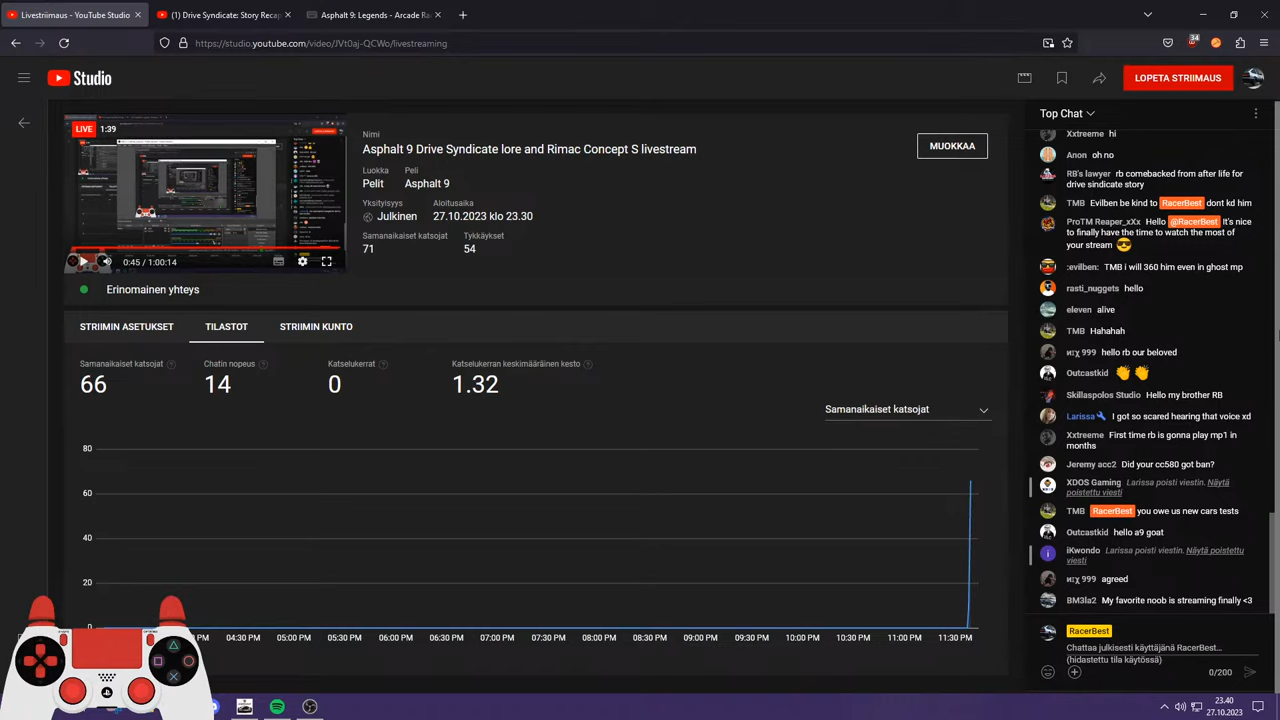 Livestriimaus - YouTube Studio
(1) Drive Syndicate: Story Recap
Asphalt 9: Legends - Arcade Ra
https://studio.youtube.com/video/JVt0aj-QCWo/livestreaming
34
Studio
LOPETA STRIIMAUS
LIVE 1:39
0:45 / 1:00:14
Nimi
Asphalt 9 Drive Syndicate lore and Rimac Concept S livestream
MUOKKAA
Luokka Peli
Pelit Asphalt 9
Yksityisyys Aloitusaika
Julkinen 27.10.2023 klo 23.30
Samanaikaiset katsojat
71 54
Erinomainen yhteys
STRIIMIN ASETUKSET TILASTOT STRIIMIN KUNTO
Samanaikaiset katsojat Chatin nopeus Katselukerrat Katselukerran keskimääräinen kesto
66 14 0 1.32
Samanaikaiset katsojat
80
60
40
20
0
PM 04:30 PM 05:00 PM 05:30 PM 06:30 PM 07:00 PM 07:30 PM 08:00 PM 08:30 PM 09:00 PM 09:30 PM 10:00 PM 10:30 PM 11:00 PM 11:30 PM
Top Chat
Xxtreeme hi
Anon oh no
RB's lawyer rb comeback from after life for
drive sindicate story
TMB Evilben be kind to RacerBest dont kd him
ProTM Reaper_xXx Hello @RacerBest It's nice
to finally have the time to watch the most of
your stream 😎
:evilben: TMB i will 360 him even in ghost mp
rasti_nuggets hello
eleven alive
TMB Hahahah
игχ 999 hello rb our beloved
Outcastkid 👏 👏
Skillaspolos Studio Hello my brother RB
Larissa I got so scared hearing that voice xd
Xxtreeme First time rb is gonna play mp1 in
months
Jeremy acc2 Did your cc580 got ban?
XDOS Gaming Larissa poisti viestin. Näytä
poistettu viesti
TMB RacerBest you owe us new cars tests
Outcastkid hello a9 goat
iKwondo Larissa poisti viestin. Näytä poistettu
viesti
игχ 999 agreed
BM3la2 My favorite noob is streaming finally <3
RacerBest
Chattaa julkisesti käyttäjänä RacerBest...
(hidastettu tila käytössä)
0/200
23.40
27.10.2023